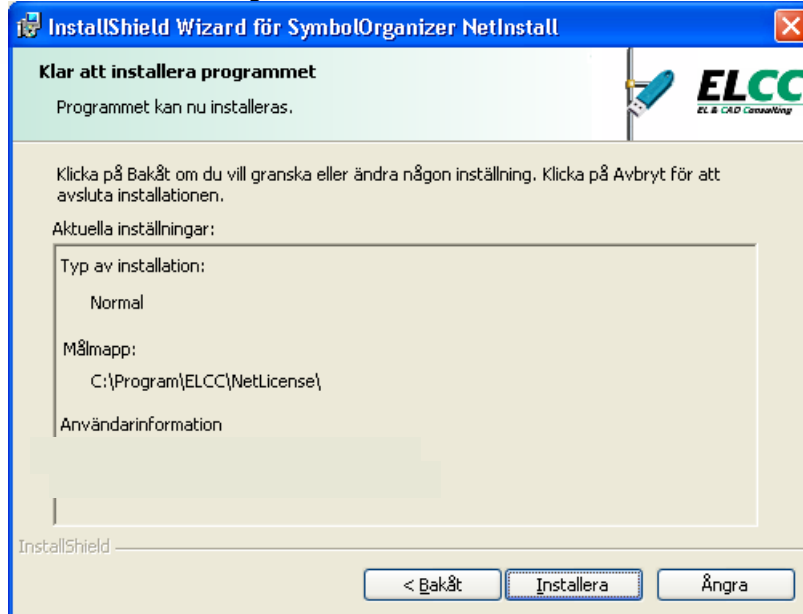 InstallShield Wizard för SymbolOrganizer NetInstall
Klar att installera programmet
Programmet kan nu installeras.
ELCC
EL & CAD Consulting
Klicka på Bakåt om du vill granska eller ändra någon inställning. Klicka på Avbryt för att
avsluta installationen.
Aktuella inställningar:
Typ av installation:
Normal
Målmapp:
C:\Program\ELCC\NetLicense\
Användarinformation
InstallShield
< Bakåt
Installera
Ångra